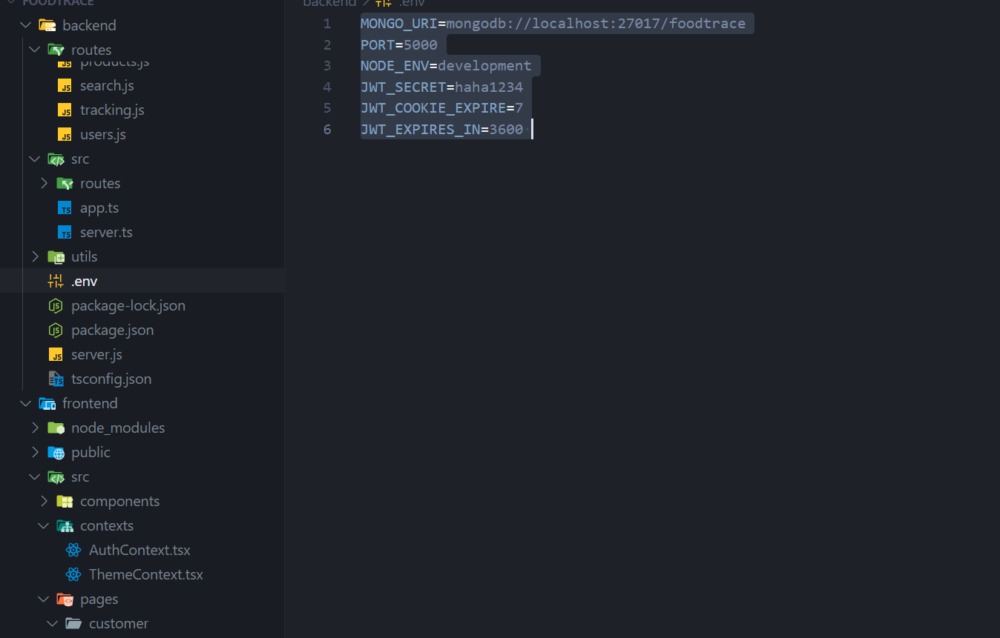 FOODTRACE
backend
routes
products.js
search.js
tracking.js
users.js
src
routes
app.ts
server.ts
utils
.env
package-lock.json
package.json
server.js
tsconfig.json
frontend
node_modules
public
src
components
contexts
AuthContext.tsx
ThemeContext.tsx
pages
customer
backend > .env
1 MONGO_URI=mongodb://localhost:27017/foodtrace
2 PORT=5000
3 NODE_ENV=development
4 JWT_SECRET=haha1234
5 JWT_COOKIE_EXPIRE=7
6 JWT_EXPIRES_IN=3600